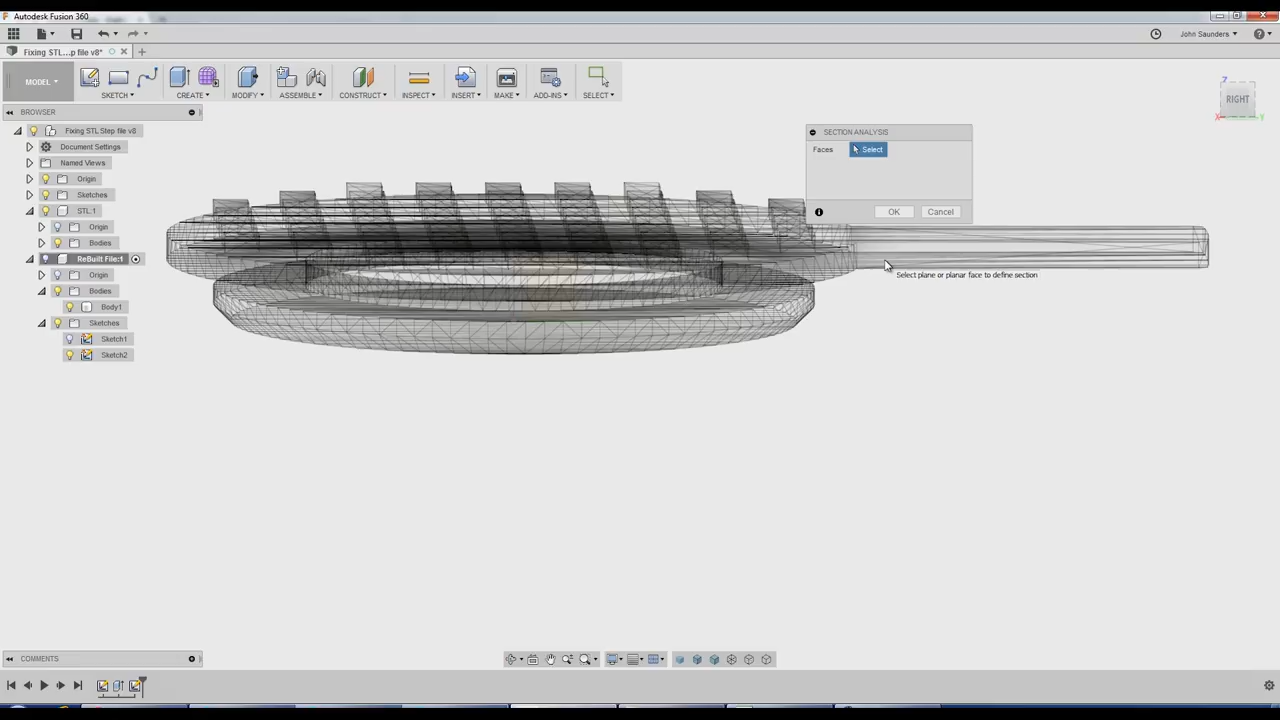 Autodesk Fusion 360
John Saunders
Fixing STL...p file v8*
MODEL
SKETCH
CREATE
MODIFY
ASSEMBLE
CONSTRUCT
INSPECT
INSERT
MAKE
ADD-INS
SELECT
BROWSER
Fixing STL Step file v8
Document Settings
Named Views
Origin
Sketches
STL:1
Origin
Bodies
ReBuilt File:1
Origin
Bodies
Body1
Sketches
Sketch1
Sketch2
Z
RIGHT
X
Y
SECTION ANALYSIS
Faces
Select
OK
Cancel
Select plane or planar face to define section
COMMENTS